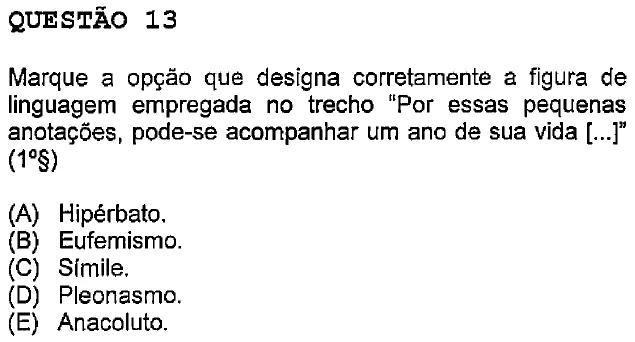 QUESTÃO 13
Marque a opção que designa corretamente a figura de
linguagem empregada no trecho "Por essas pequenas
anotações, pode-se acompanhar um ano de sua vida [...]"
(1º§)
(A) Hipérbato.
(B) Eufemismo.
(C) Símile.
(D) Pleonasmo.
(E) Anacoluto.